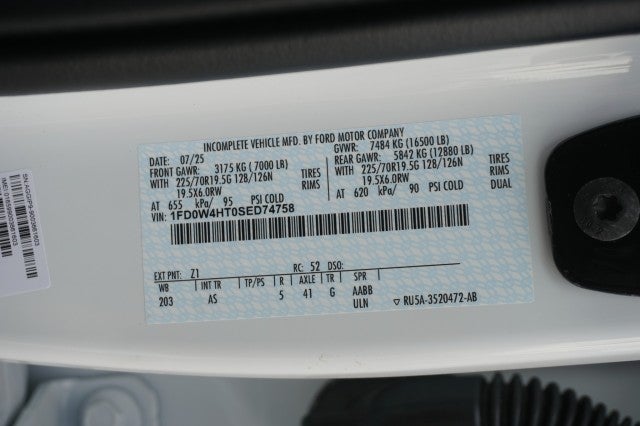 INCOMPLETE VEHICLE MFD. BY FORD MOTOR COMPANY
DATE: 07/25 GVWR: 7484 KG (16500 LB)
FRONT GAWR: 3175 KG (7000 LB) REAR GAWR: 5842 KG (12880 LB)
WITH 225/70R19.5G 128/126N TIRES WITH 225/70R19.5G 128/126N TIRES
19.5X6.0RW RIMS 19.5X6.0RW RIMS
AT 655 kPa/ 95 PSI COLD AT 620 kPa/ 90 PSI COLD DUAL
VIN: 1FD0W4HT0SED74758
EXT PNT: Z1 RC: 52 DSO:
WB INT TR TP/PS R AXLE TR SPR
203 AS 5 41 G AABB
ULN ▽ RU5A-3520472-AB